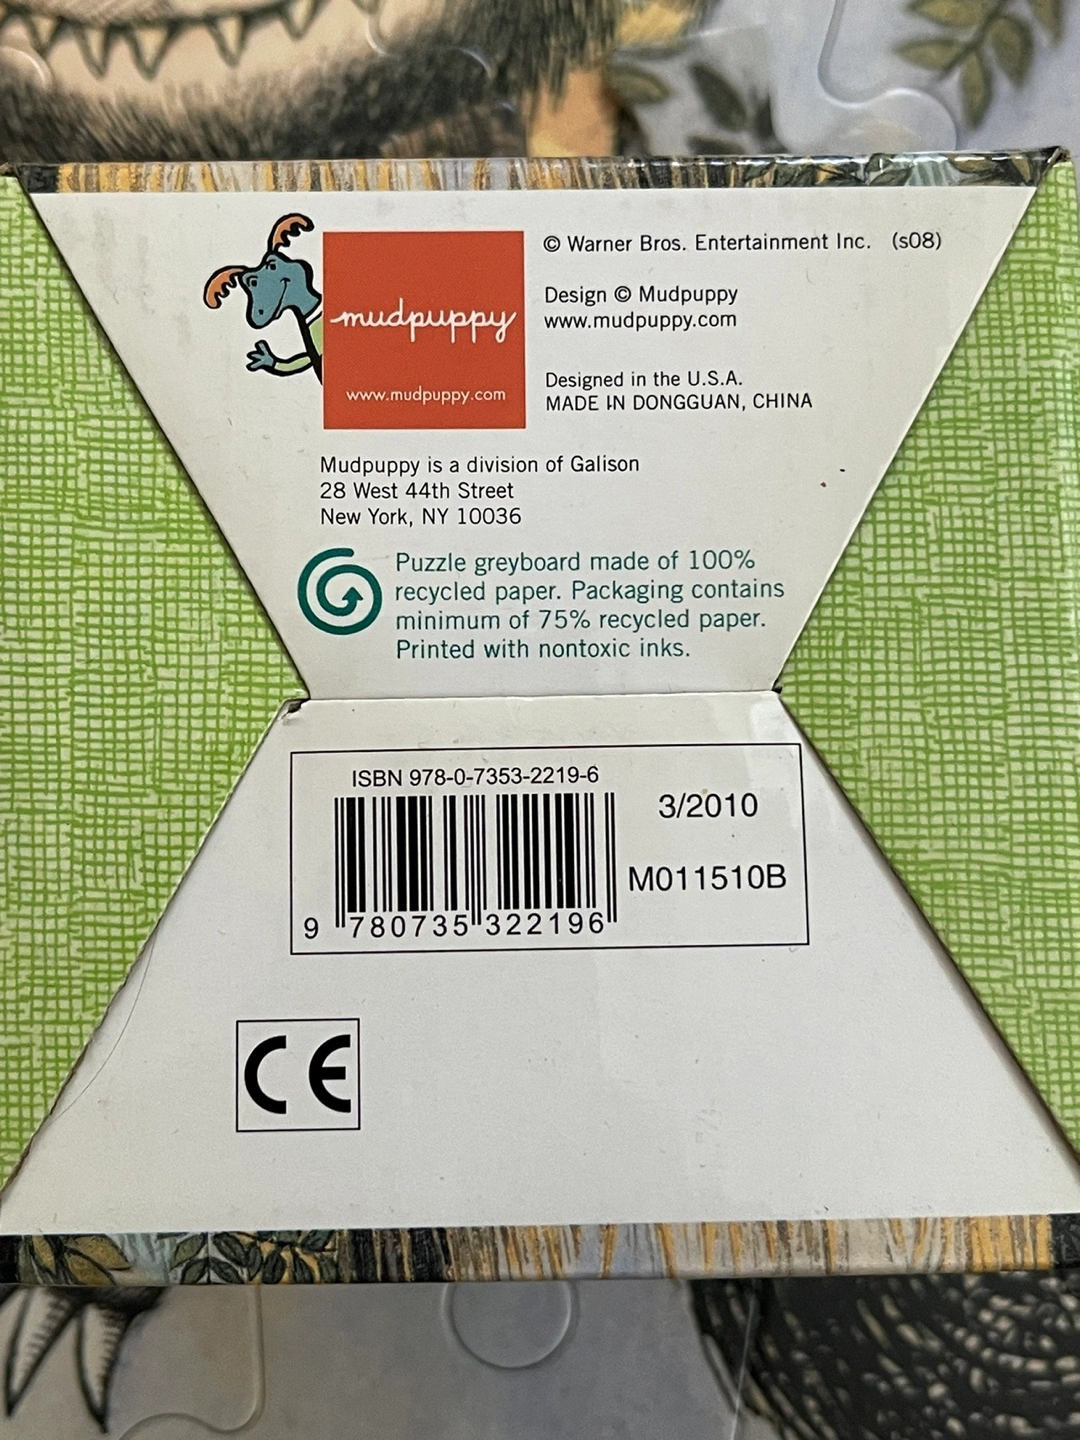 mudpuppy
www.mudpuppy.com
© Warner Bros. Entertainment Inc. (s08)
Design © Mudpuppy
www.mudpuppy.com
Designed in the U.S.A.
MADE IN DONGGUAN, CHINA
Mudpuppy is a division of Galison
28 West 44th Street
New York, NY 10036
Puzzle greyboard made of 100%
recycled paper. Packaging contains
minimum of 75% recycled paper.
Printed with nontoxic inks.
ISBN 978-0-7353-2219-6
3/2010
M011510B
9 780735 322196
CE